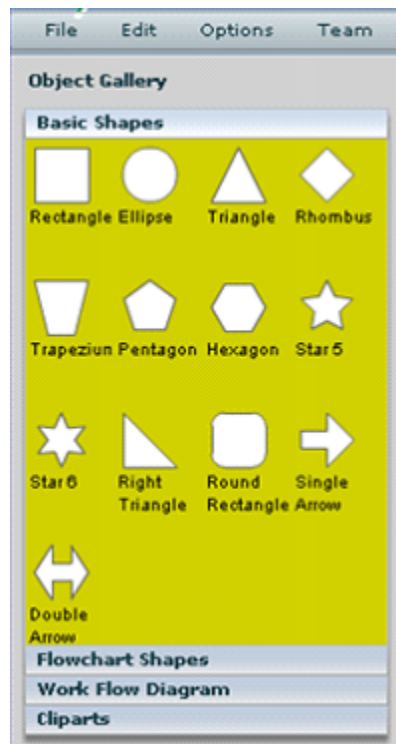 File Edit Options Team
Object Gallery
Basic Shapes
Rectangle Ellipse Triangle Rhombus
Trapeziun Pentagon Hexagon Star 5
Star 6 Right Triangle Round Rectangle Single Arrow
Double Arrow
Flowchart Shapes
Work Flow Diagram
Cliparts